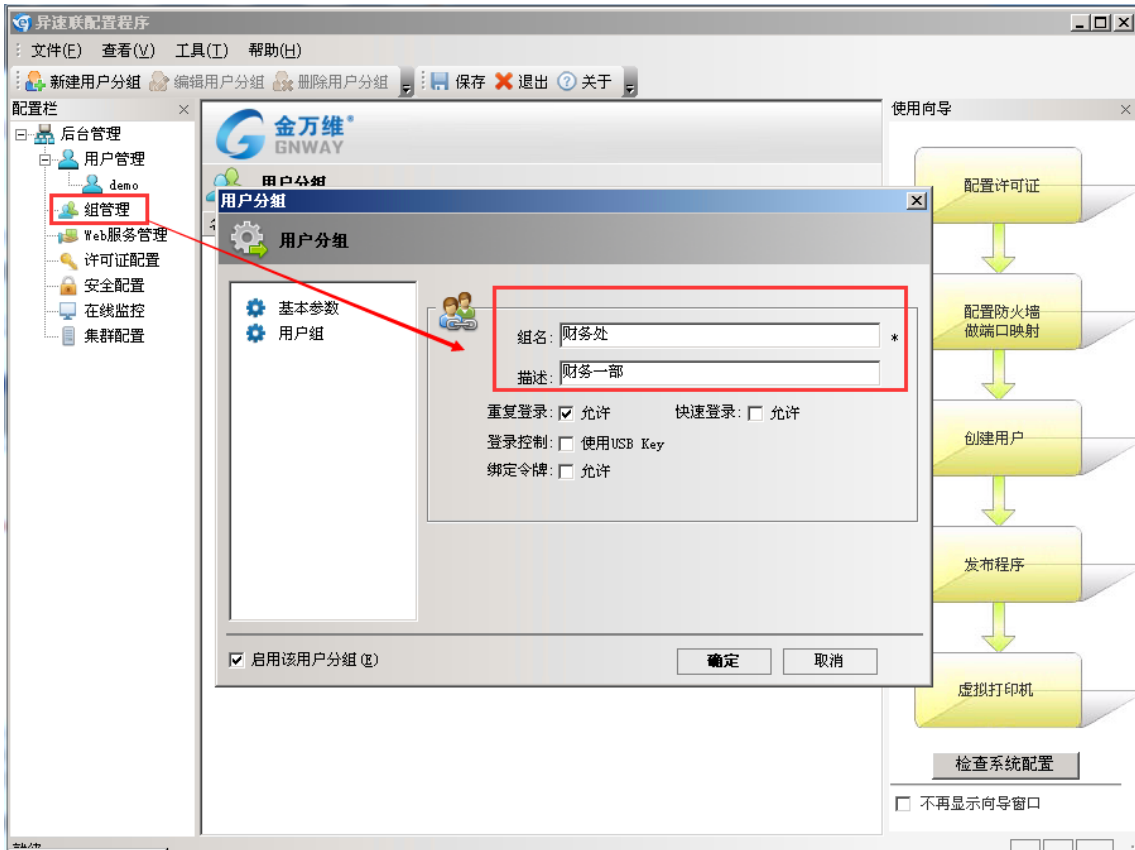 异速联配置程序
文件(F) 查看(V) 工具(T) 帮助(H)
新建用户分组 编辑用户分组 删除用户分组 保存 退出 关于
配置栏
后台管理
用户管理
demo
组管理
Web服务管理
许可证配置
安全配置
在线监控
集群配置
金万维®
GNWAY
用户分组
用户分组
用户分组
基本参数
用户组
组名: 财务处 *
描述: 财务一部
重复登录: 允许 快速登录: 允许
登录控制: 使用USB Key
绑定令牌: 允许
启用该用户分组(E)
确定 取消
使用向导
配置许可证
配置防火墙
做端口映射
创建用户
发布程序
虚拟打印机
检查系统配置
不再显示向导窗口